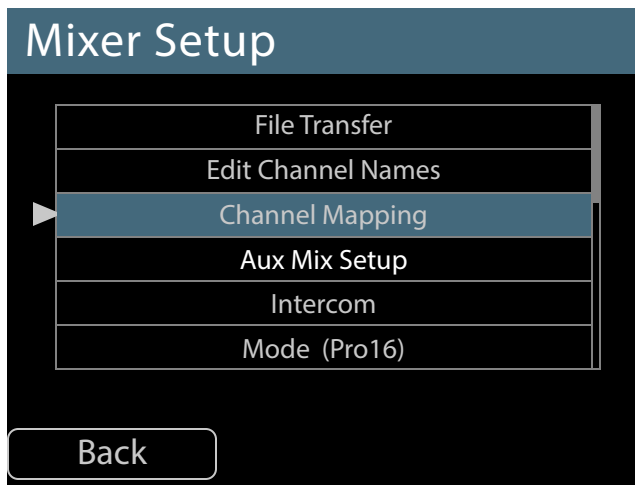 Mixer Setup
File Transfer
Edit Channel Names
Channel Mapping
Aux Mix Setup
Intercom
Mode (Pro16)
Back